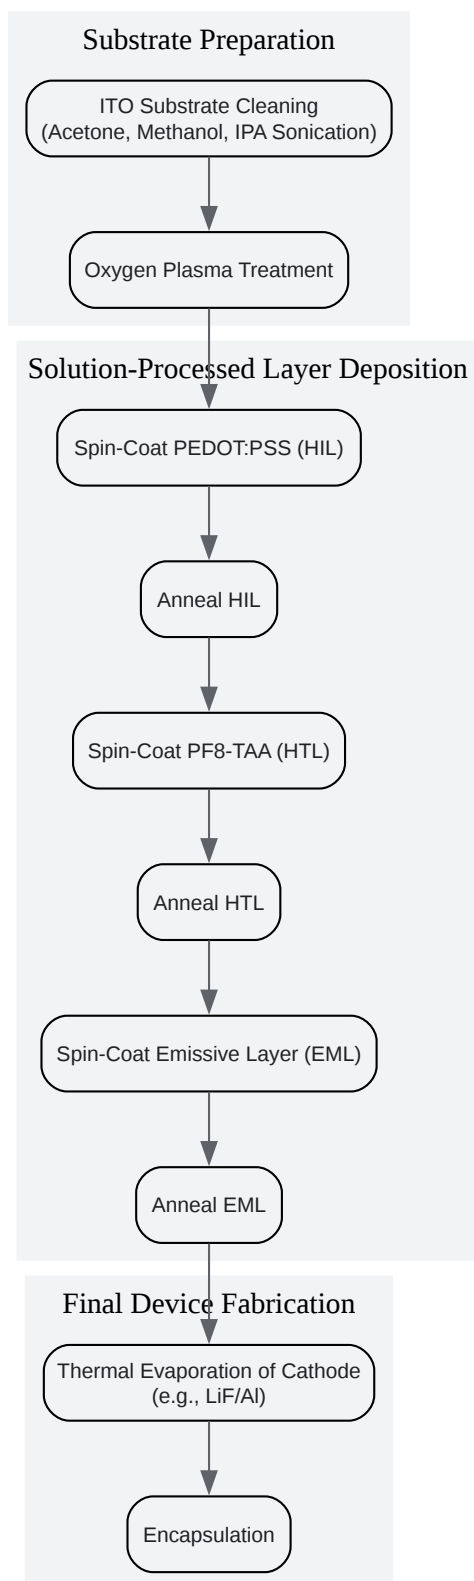 Substrate Preparation
ITO Substrate Cleaning
(Acetone, Methanol, IPA Sonication)
Oxygen Plasma Treatment
Solution-Processed Layer Deposition
Spin-Coat PEDOT:PSS (HIL)
Anneal HIL
Spin-Coat PF8-TAA (HTL)
Anneal HTL
Spin-Coat Emissive Layer (EML)
Anneal EML
Final Device Fabrication
Thermal Evaporation of Cathode
(e.g., LiF/Al)
Encapsulation